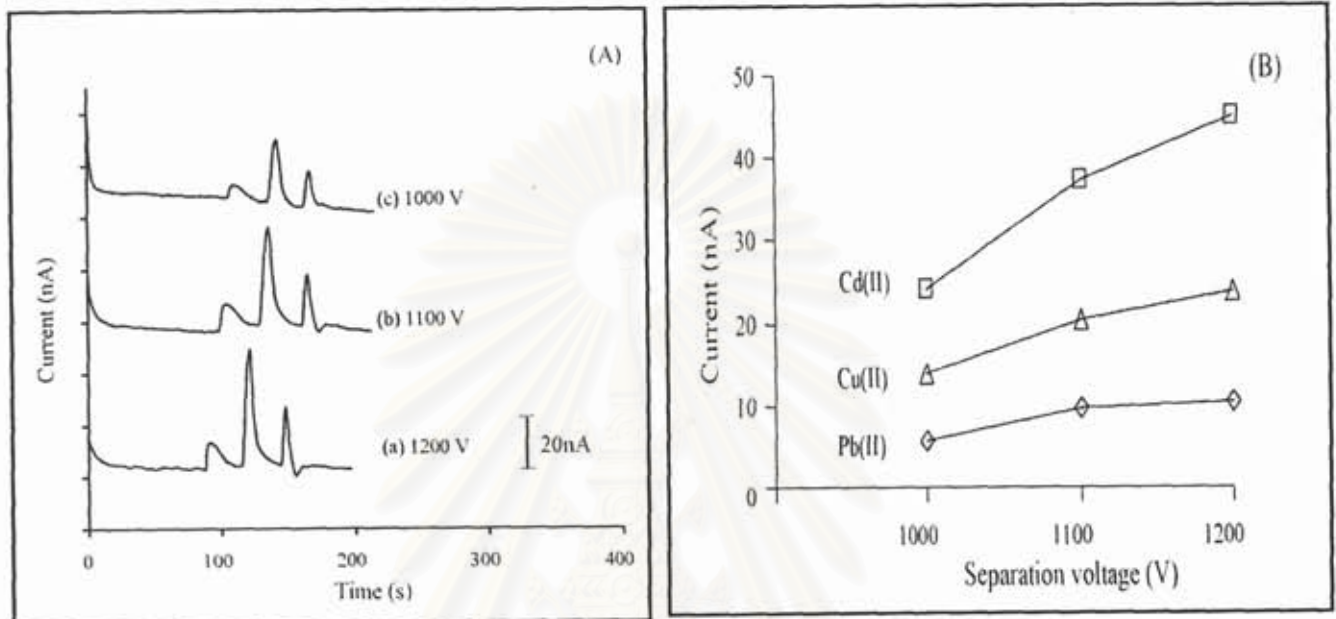 (A)
Current (nA)
(c) 1000 V
(b) 1100 V
(a) 1200 V
20nA
0 100 200 300 400
Time (s)
(B)
Current (nA)
50
40
30
20
10
0
Cd(II)
Cu(II)
Pb(II)
1000 1100 1200
Separation voltage (V)